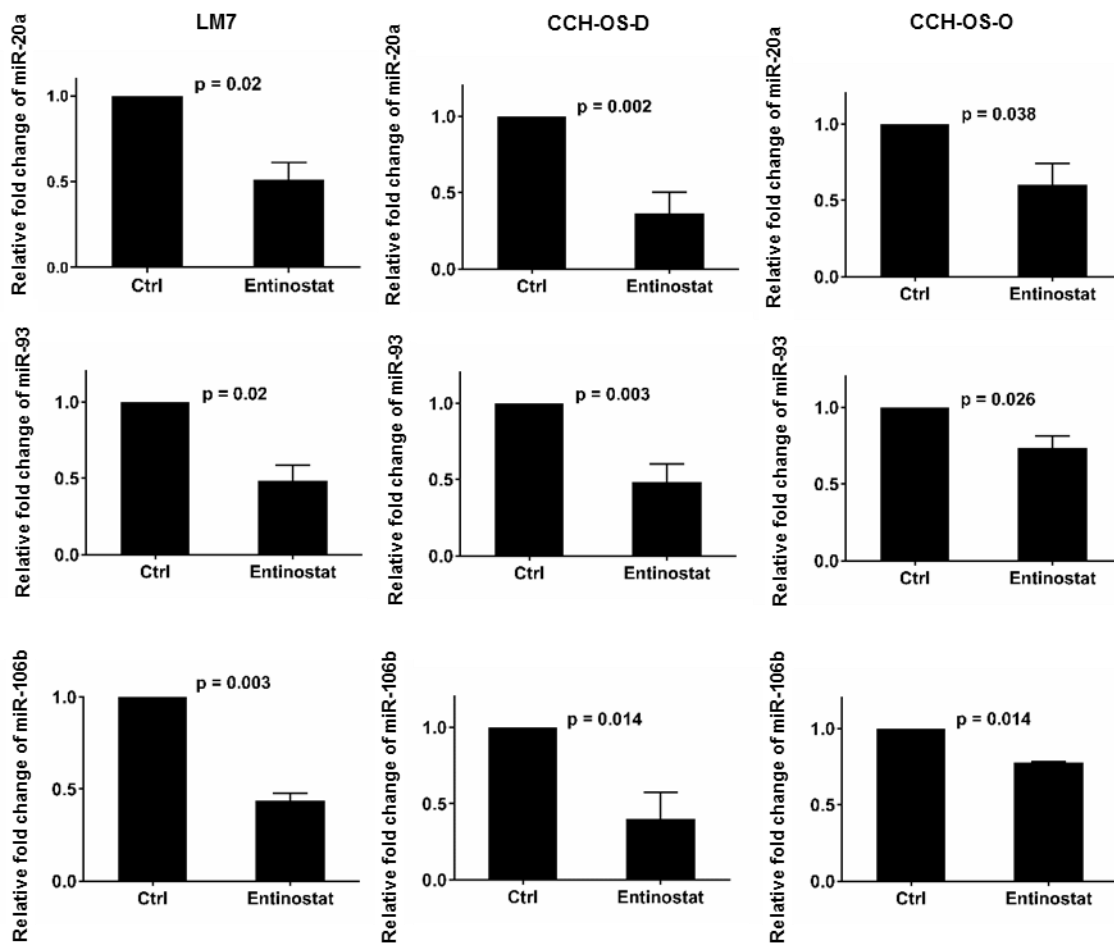 LM7
CCH-OS-D
CCH-OS-O
Relative fold change of miR-20a
1.0
0.5
0.0
p = 0.02
Ctrl Entinostat
Relative fold change of miR-20a
1.0
0.5
0.0
p = 0.002
Ctrl Entinostat
Relative fold change of miR-20a
1.0
0.5
0.0
p = 0.038
Ctrl Entinostat
Relative fold change of miR-93
1.0
0.5
0.0
p = 0.02
Ctrl Entinostat
Relative fold change of miR-93
1.0
0.5
0.0
p = 0.003
Ctrl Entinostat
Relative fold change of miR-93
1.0
0.5
0.0
p = 0.026
Ctrl Entinostat
Relative fold change of miR-106b
1.0
0.5
0.0
p = 0.003
Ctrl Entinostat
Relative fold change of miR-106b
1.0
0.5
0.0
p = 0.014
Ctrl Entinostat
Relative fold change of miR-106b
1.0
0.5
0.0
p = 0.014
Ctrl Entinostat